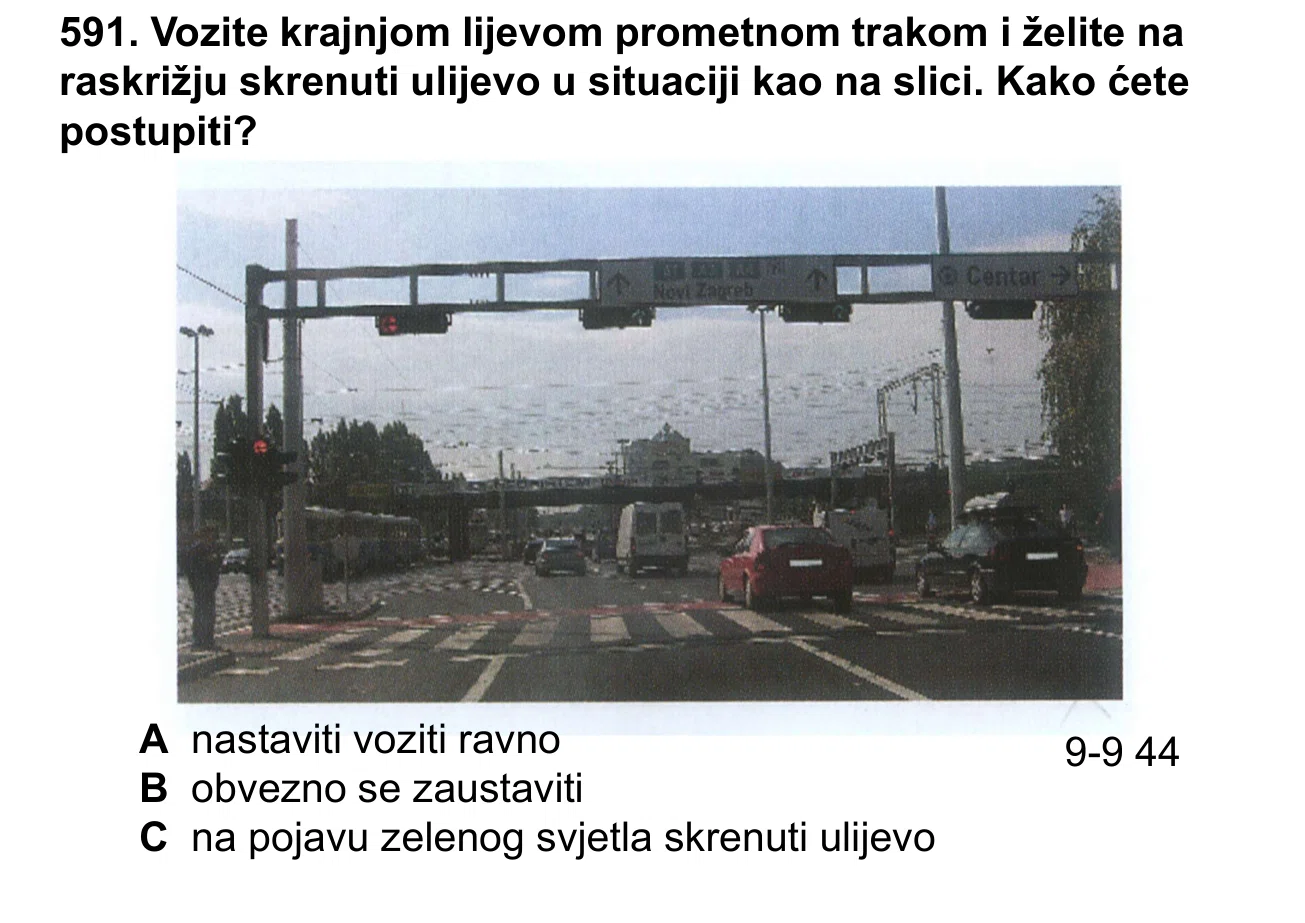 591. Vozite krajnjom lijevom prometnom trakom i želite na
raskrižju skrenuti ulijevo u situaciji kao na slici. Kako ćete
postupiti?
Novi Zagreb
Centar
A nastaviti voziti ravno
9-9 44
B obvezno se zaustaviti
C na pojavu zelenog svjetla skrenuti ulijevo